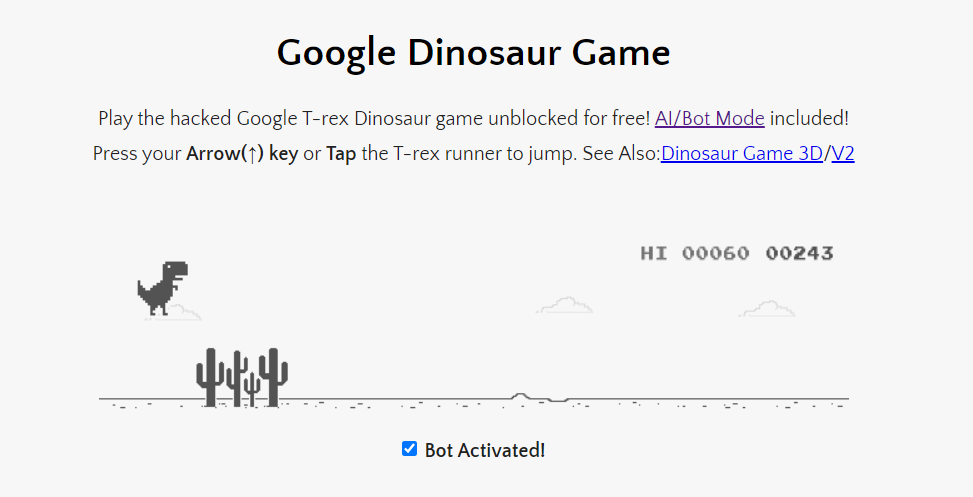 Google Dinosaur Game
Play the hacked Google T-rex Dinosaur game unblocked for free! AI/Bot Mode included!
Press your Arrow(↑) key or Tap the T-rex runner to jump. See Also:Dinosaur Game 3D/V2
HI 00060 00243
Bot Activated!